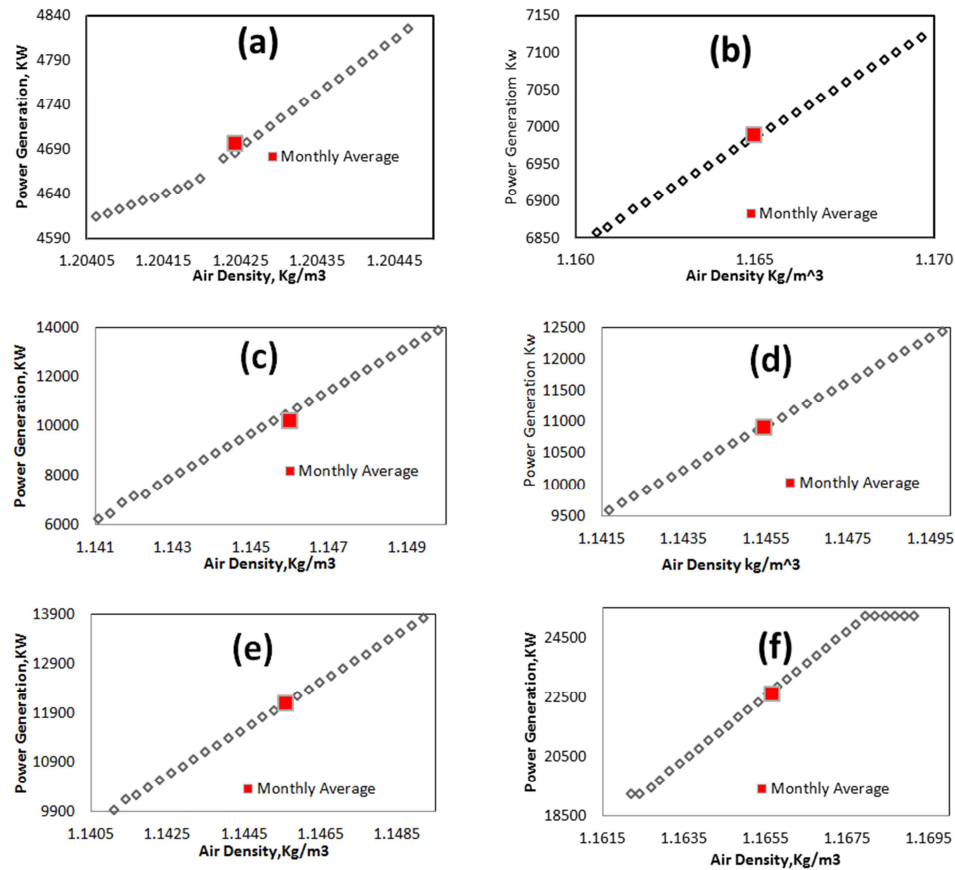 (a)
Power Generation, KW
4840
4790
4740
4690
4640
4590
Monthly Average
1.20405 1.20415 1.20425 1.20435 1.20445
Air Density, Kg/m3
(b)
Power Generatiom Kw
7150
7100
7050
7000
6950
6900
6850
Monthly Average
1.160 1.165 1.170
Air Density Kg/m^3
(c)
Power Generation,KW
14000
12000
10000
8000
6000
Monthly Average
1.141 1.143 1.145 1.147 1.149
Air Density,Kg/m3
(d)
Power Generation Kw
12500
12000
11500
11000
10500
10000
9500
Monthly Average
1.1415 1.1435 1.1455 1.1475 1.1495
Air Density kg/m^3
(e)
Power Generation,KW
13900
12900
11900
10900
9900
Monthly Average
1.1405 1.1425 1.1445 1.1465 1.1485
Air Density,Kg/m3
(f)
Power Generation,KW
24500
22500
20500
18500
Monthly Average
1.1615 1.1635 1.1655 1.1675 1.1695
Air Density,Kg/m3